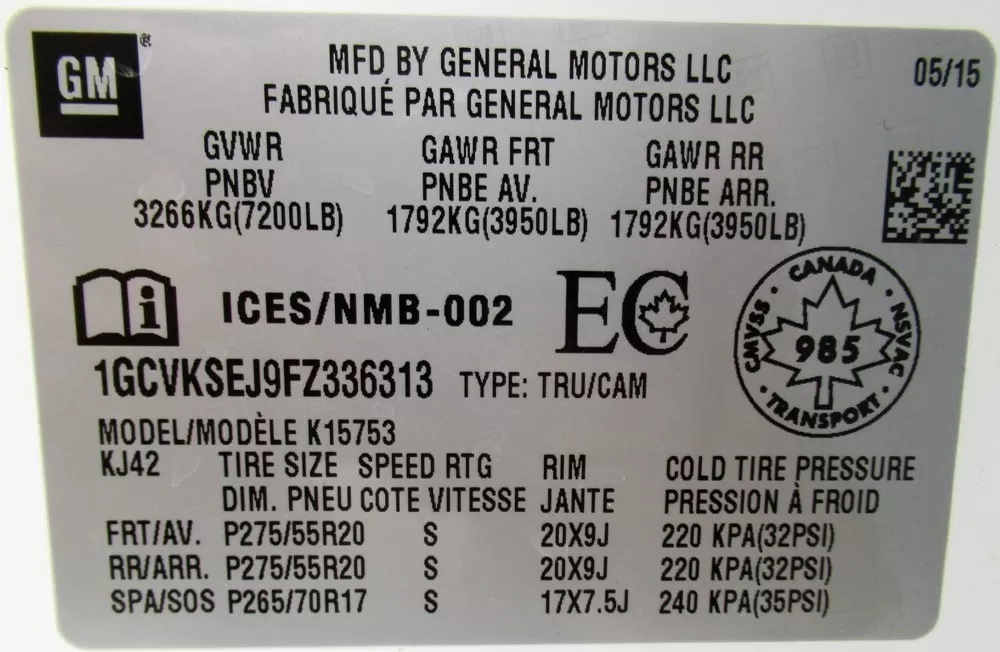 GM®
MFD BY GENERAL MOTORS LLC
05/15
FABRIQUÉ PAR GENERAL MOTORS LLC
GVWR GAWR FRT GAWR RR
PNBV PNBE AV. PNBE ARR.
3266KG(7200LB) 1792KG(3950LB) 1792KG(3950LB)
i ICES/NMB-002 EC
CANADA
CMVSS · NSVAC
985
TRANSPORT
1GCVKSEJ9FZ336313 TYPE: TRU/CAM
MODEL/MODÈLE K15753
KJ42 TIRE SIZE SPEED RTG RIM COLD TIRE PRESSURE
DIM. PNEU COTE VITESSE JANTE PRESSION À FROID
FRT/AV. P275/55R20 S 20X9J 220 KPA(32PSI)
RR/ARR. P275/55R20 S 20X9J 220 KPA(32PSI)
SPA/SOS P265/70R17 S 17X7.5J 240 KPA(35PSI)